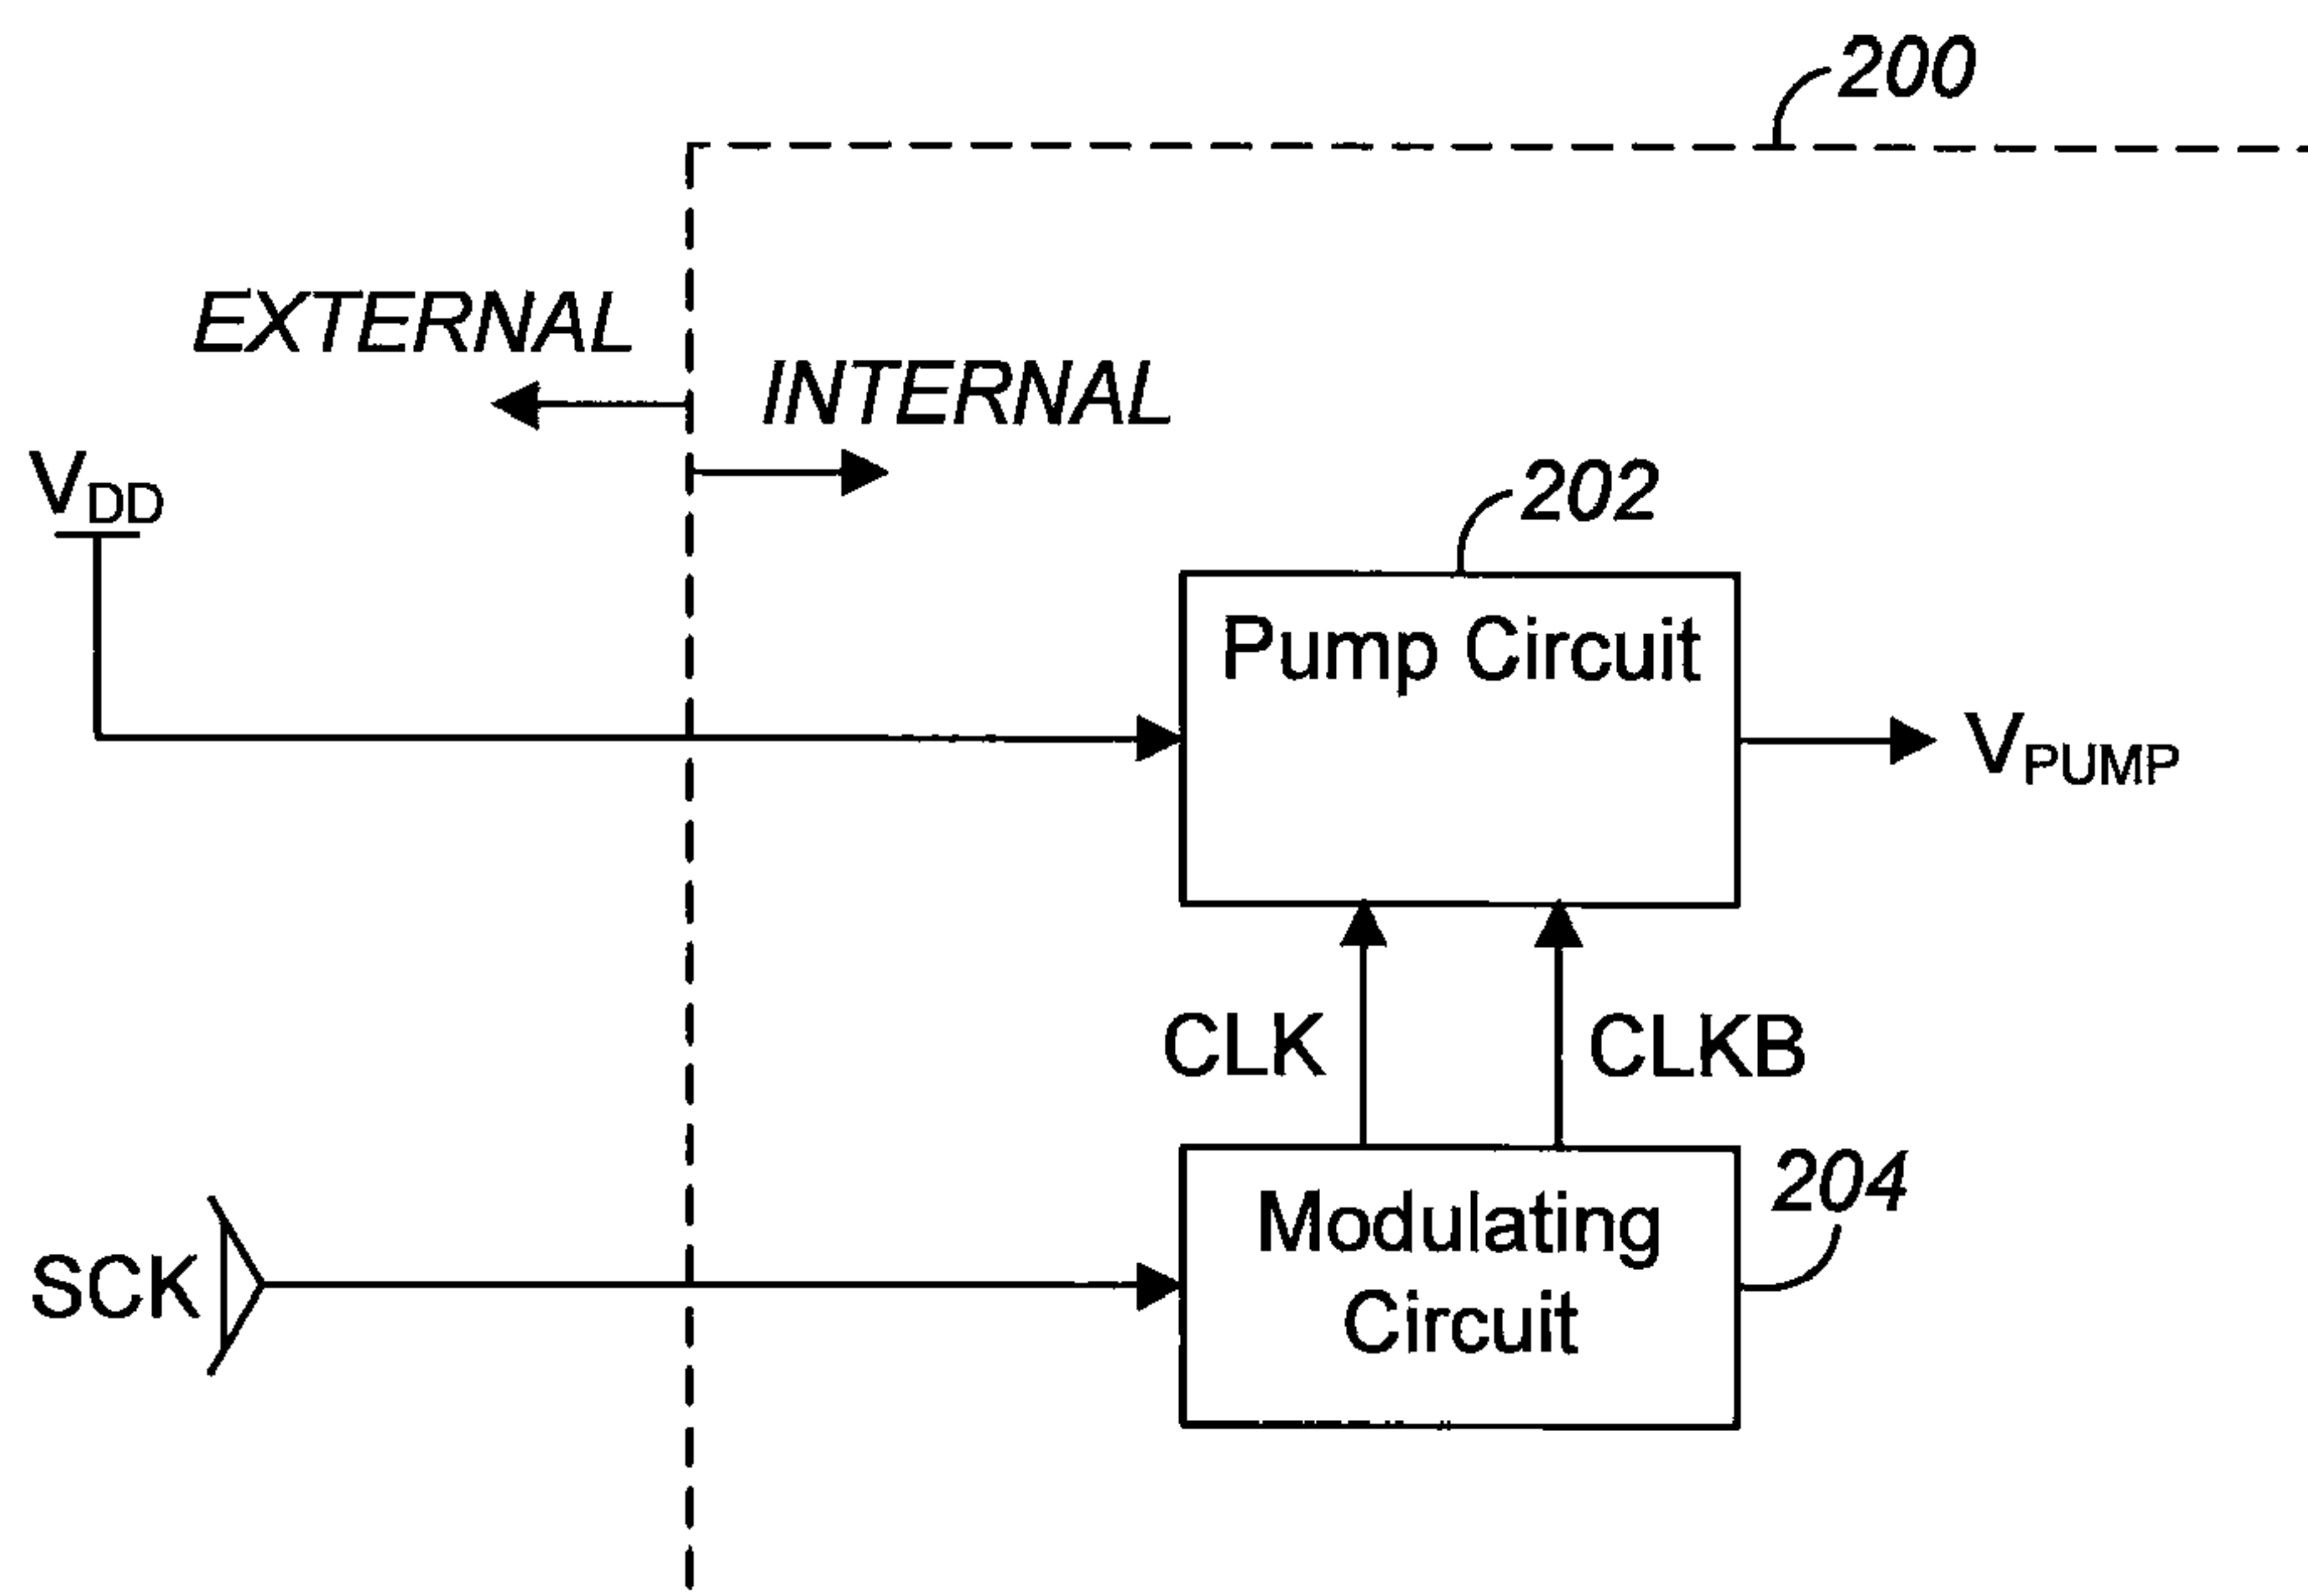 200
EXTERNAL
INTERNAL
VDD
202
Pump Circuit
VPUMP
CLK
CLKB
204
Modulating
Circuit
SCK